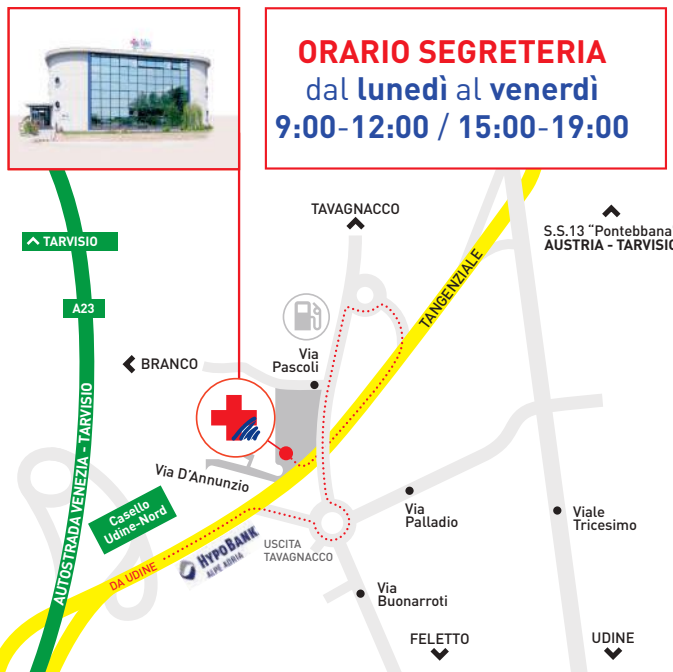 ORARIO SEGRETERIA
dal lunedì al venerdì
9:00-12:00 / 15:00-19:00
TAVAGNACCO
S.S.13 "Pontebbana"
AUSTRIA - TARVISIO
TARVISIO
A23
TANGENZIALE
Via
Pascoli
BRANCO
AUTOSTRADA VENEZIA - TARVISIO
Via D'Annunzio
Casello
Udine-Nord
Via
Palladio
Viale
Tricesimo
USCITA
TAVAGNACCO
HYPO BANK
ALPE ADRIA
DA UDINE
Via
Buonarroti
FELETTO
UDINE